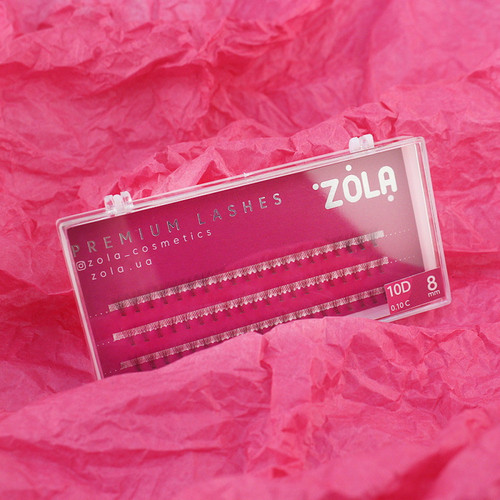 PREMIUM LASHES
zola_cosmetics
zola.ua
ZOLA
10D
8
0.10 C
mm